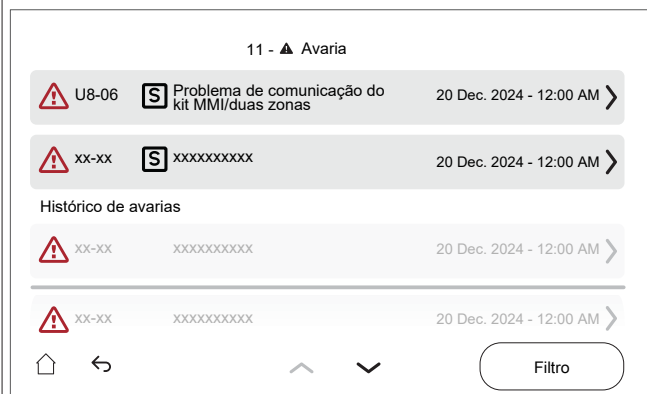 11 - Avaria
U8-06 S Problema de comunicação do
kit MMI/duas zonas 20 Dec. 2024 - 12:00 AM
xx-xx S xxxxxxxxxx 20 Dec. 2024 - 12:00 AM
Histórico de avarias
xx-xx xxxxxxxxxx 20 Dec. 2024 - 12:00 AM
xx-xx xxxxxxxxxx 20 Dec. 2024 - 12:00 AM
Filtro